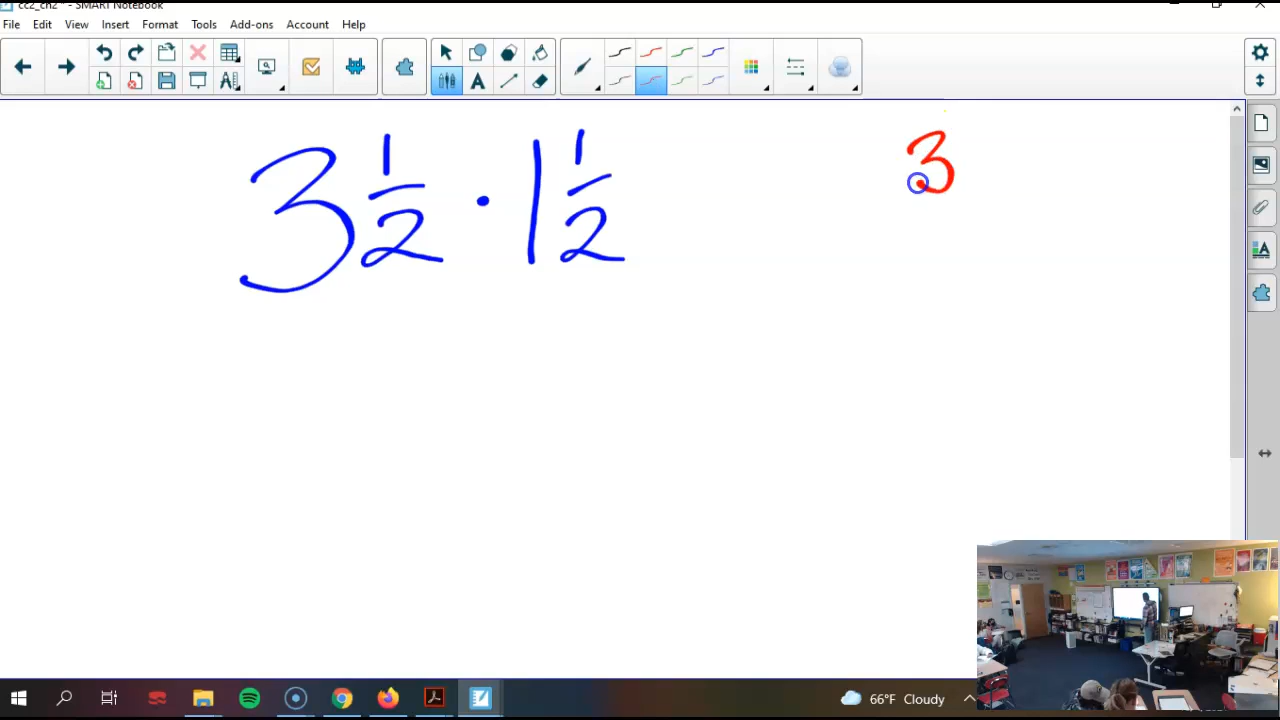 cc2_ch2 * - SMART Notebook
File Edit View Insert Format Tools Add-ons Account Help
3 1/2 · 1 1/2
3
66°F Cloudy